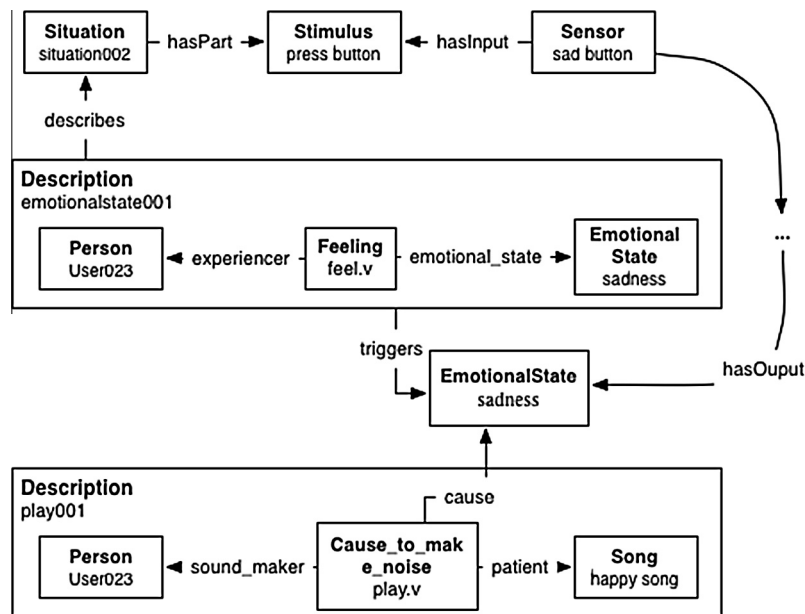 Situation
situation002
hasPart
Stimulus
press button
hasInput
Sensor
sad button
describes
Description
emotionalstate001
Person
User023
experiencer
Feeling
feel.v
emotional_state
Emotional
State
sadness
...
triggers
EmotionalState
sadness
hasOuput
Description
play001
cause
Person
User023
sound_maker
Cause_to_mak
e_noise
play.v
patient
Song
happy song